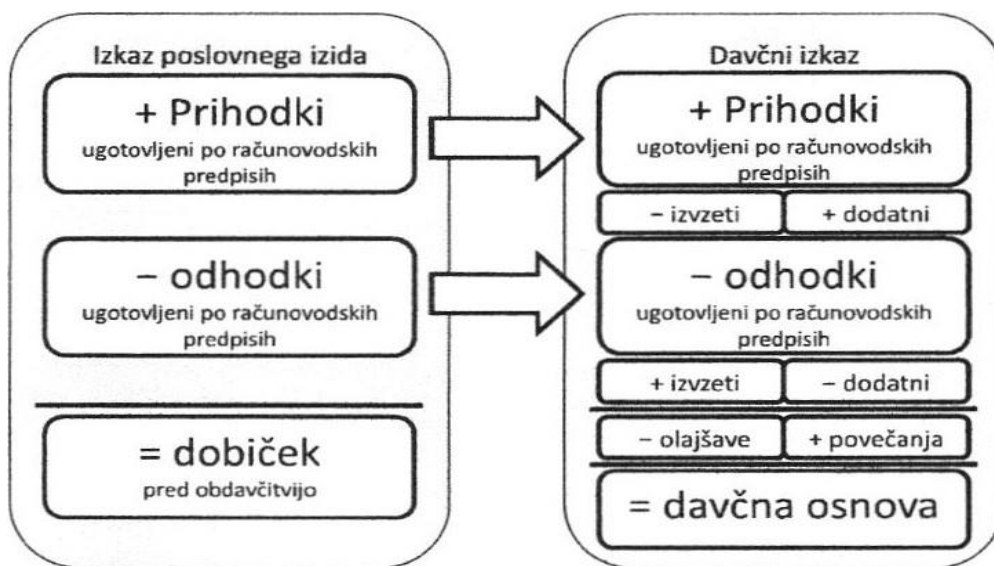 Izkaz poslovnega izida
+ Prihodki
ugotovljeni po računovodskih
predpisih
− odhodki
ugotovljeni po računovodskih
predpisih
= dobiček
pred obdavčitvijo
Davčni izkaz
+ Prihodki
ugotovljeni po računovodskih
predpisih
− izvzeti
+ dodatni
− odhodki
ugotovljeni po računovodskih
predpisih
+ izvzeti
− dodatni
− olajšave
+ povečanja
= davčna osnova